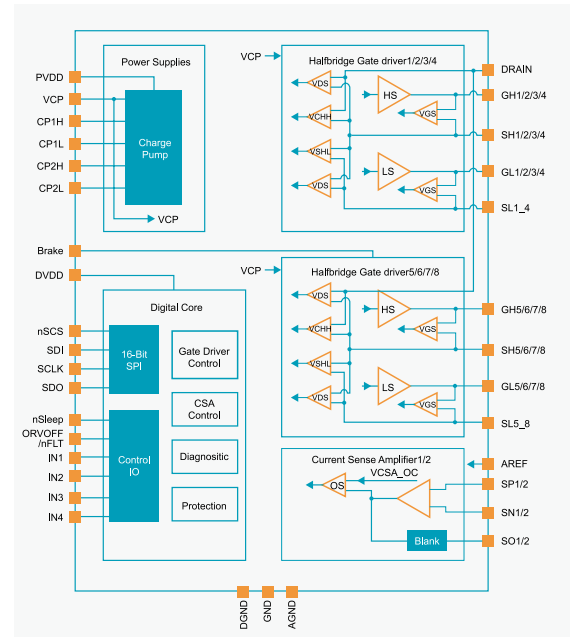 Power Supplies
PVDD
VCP
CP1H
CP1L
CP2H
CP2L
Charge
Pump
VCP
VCP
Halfbridge Gate driver1/2/3/4
VDS
VCHH
VSHL
VDS
HS
VGS
LS
VGS
DRAIN
GH1/2/3/4
SH1/2/3/4
GL1/2/3/4
SL1_4
Brake
DVDD
VCP
Halfbridge Gate driver5/6/7/8
VDS
VCHH
VSHL
VDS
HS
VGS
LS
VGS
GH5/6/7/8
SH5/6/7/8
GL5/6/7/8
SL5_8
Digital Core
nSCS
SDI
SCLK
SDO
16-Bit
SPI
Gate Driver
Control
CSA
Control
Diagnositic
Protection
nSleep
ORVOFF
/nFLT
IN1
IN2
IN3
IN4
Control
IO
Current Sense Amplifier1/2
VCSA_OC
OS
Blank
AREF
SP1/2
SN1/2
SO1/2
DGND
GND
AGND